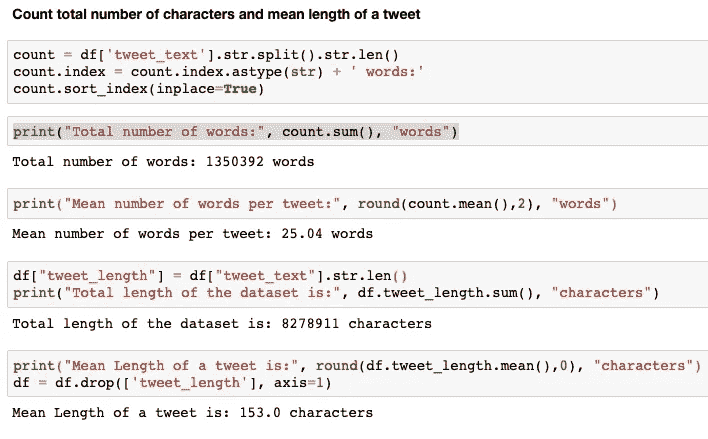 Count total number of characters and mean length of a tweet
count = df['tweet_text'].str.split().str.len()
count.index = count.index.astype(str) + ' words:'
count.sort_index(inplace=True)
print("Total number of words:", count.sum(), "words")
Total number of words: 1350392 words
print("Mean number of words per tweet:", round(count.mean(),2), "words")
Mean number of words per tweet: 25.04 words
df["tweet_length"] = df["tweet_text"].str.len()
print("Total length of the dataset is:", df.tweet_length.sum(), "characters")
Total length of the dataset is: 8278911 characters
print("Mean Length of a tweet is:", round(df.tweet_length.mean(),0), "characters")
df = df.drop(['tweet_length'], axis=1)
Mean Length of a tweet is: 153.0 characters